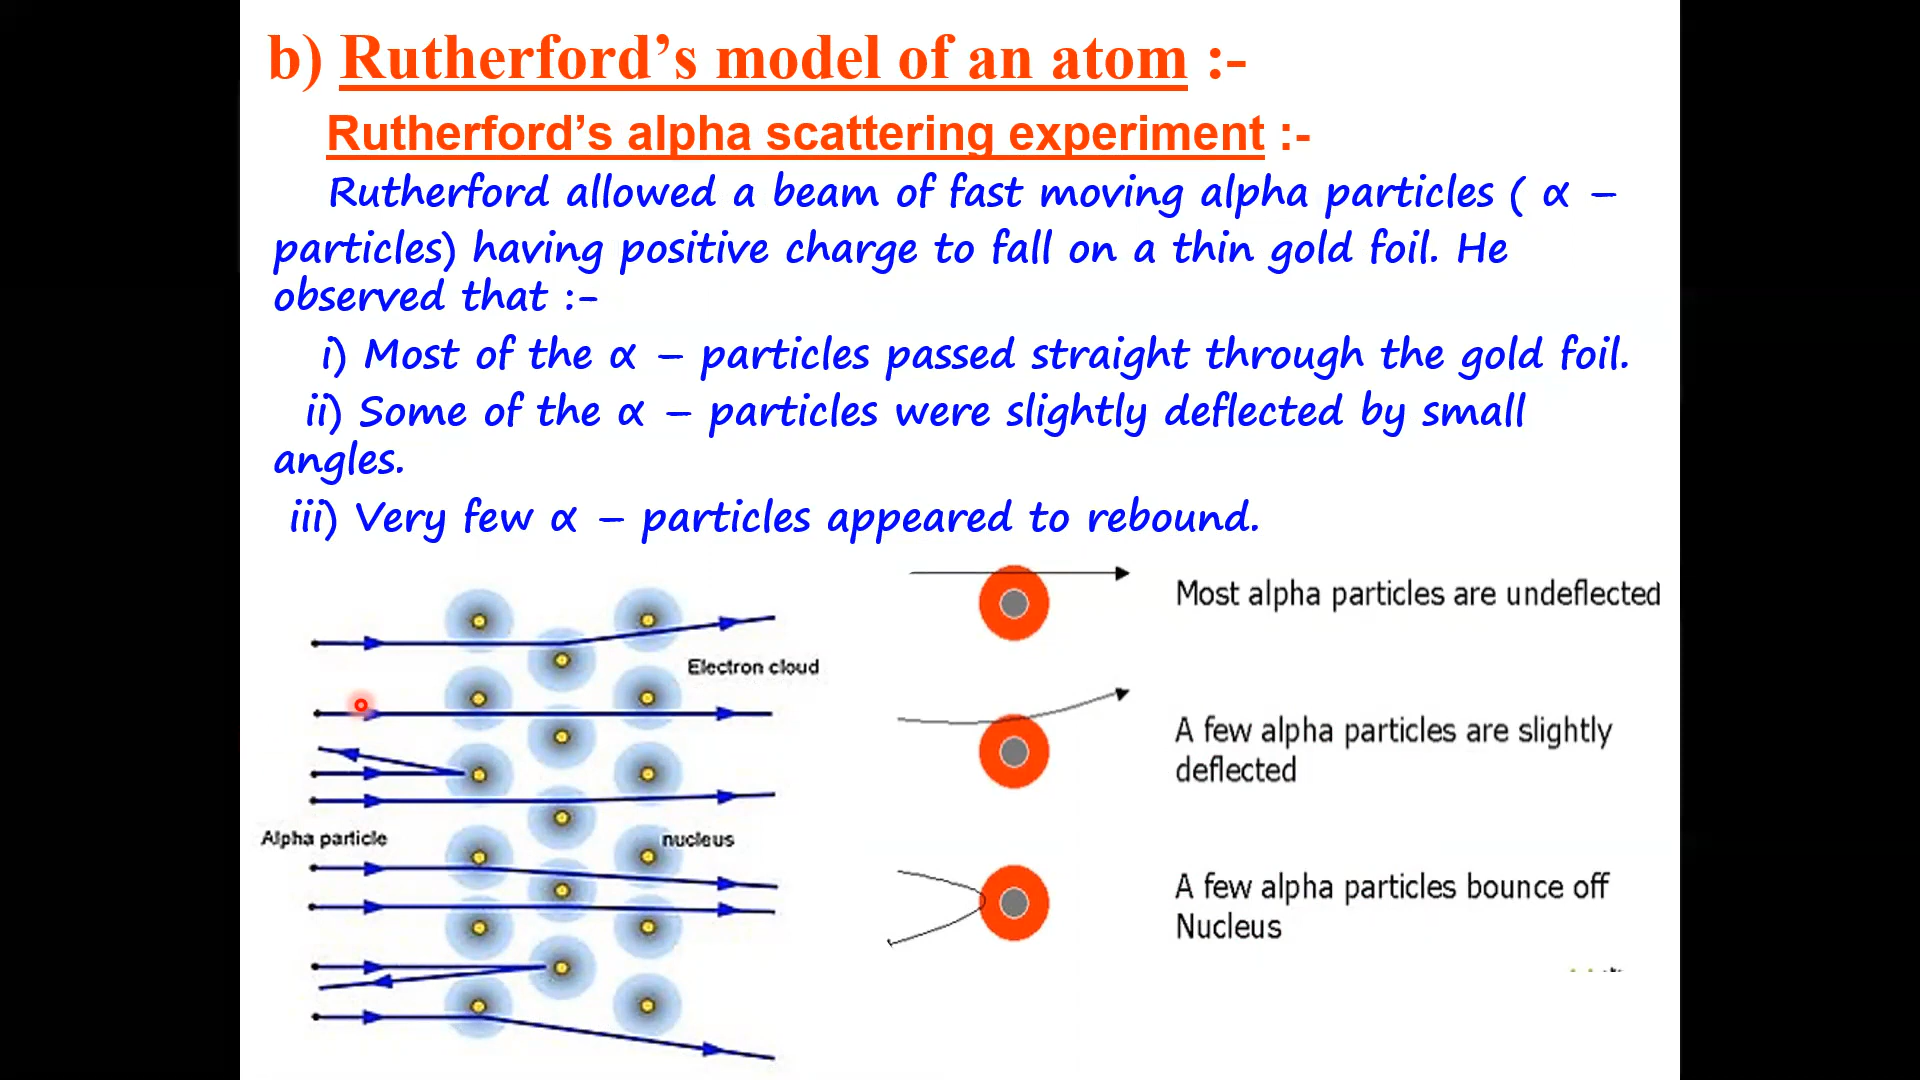 b) Rutherford’s model of an atom :-
Rutherford’s alpha scattering experiment :-
Rutherford allowed a beam of fast moving alpha particles ( α –
particles) having positive charge to fall on a thin gold foil. He
observed that :-
i) Most of the α – particles passed straight through the gold foil.
ii) Some of the α – particles were slightly deflected by small
angles.
iii) Very few α – particles appeared to rebound.
Electron cloud
Alpha particle
nucleus
Most alpha particles are undeflected
A few alpha particles are slightly
deflected
A few alpha particles bounce off
Nucleus